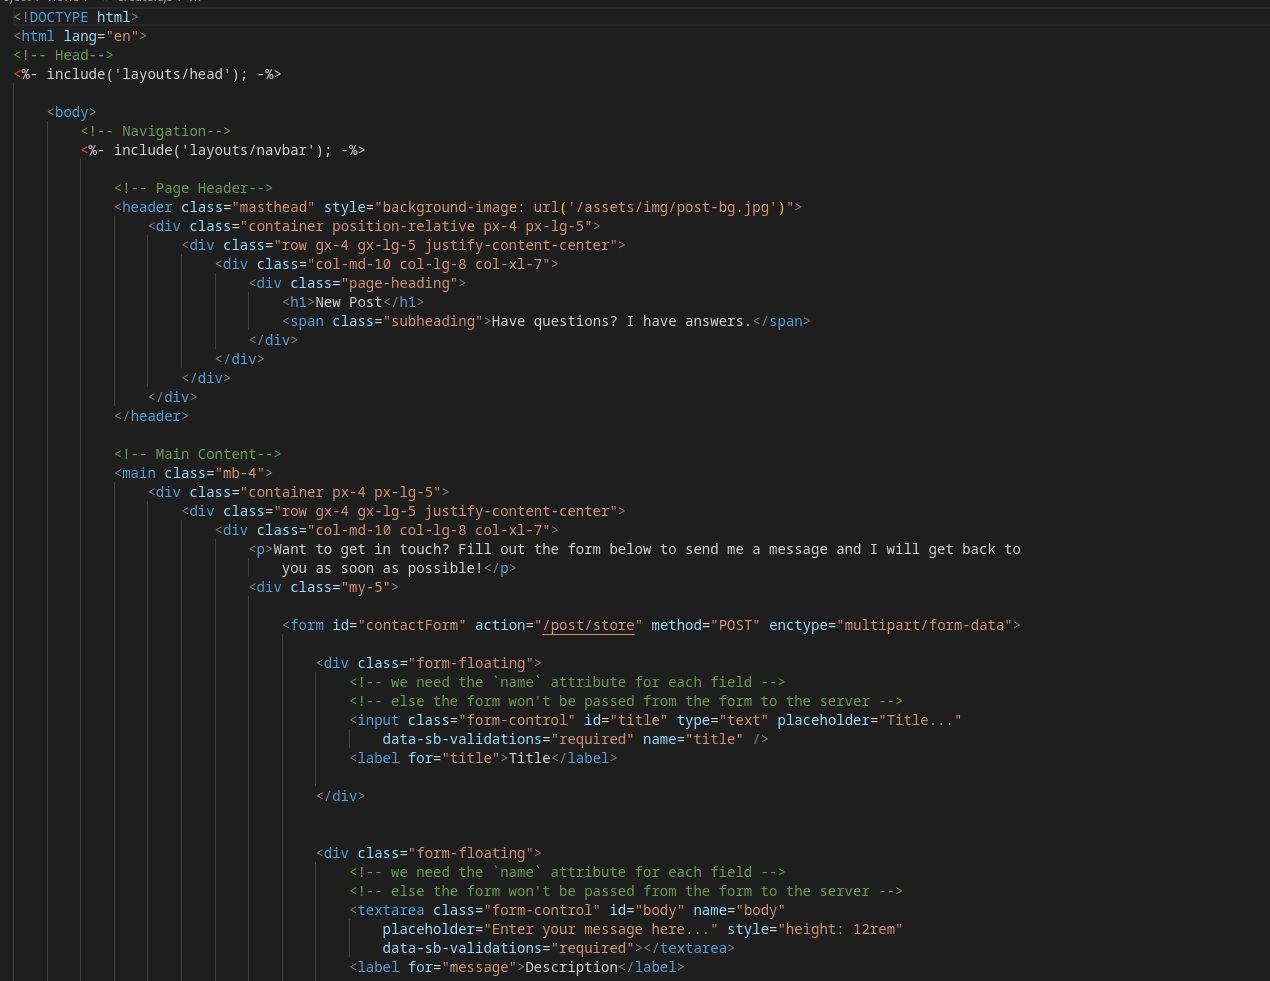 <!DOCTYPE html>
<html lang="en">
<!-- Head-->
<%- include('layouts/head'); -%>
<body>
<!-- Navigation-->
<%- include('layouts/navbar'); -%>
<!-- Page Header-->
<header class="masthead" style="background-image: url('/assets/img/post-bg.jpg')">
<div class="container position-relative px-4 px-lg-5">
<div class="row gx-4 gx-lg-5 justify-content-center">
<div class="col-md-10 col-lg-8 col-xl-7">
<div class="page-heading">
<h1>New Post</h1>
<span class="subheading">Have questions? I have answers.</span>
</div>
</div>
</div>
</div>
</header>
<!-- Main Content-->
<main class="mb-4">
<div class="container px-4 px-lg-5">
<div class="row gx-4 gx-lg-5 justify-content-center">
<div class="col-md-10 col-lg-8 col-xl-7">
<p>Want to get in touch? Fill out the form below to send me a message and I will get back to
you as soon as possible!</p>
<div class="my-5">
<form id="contactForm" action="/post/store" method="POST" enctype="multipart/form-data">
<div class="form-floating">
<!-- we need the `name` attribute for each field -->
<!-- else the form won't be passed from the form to the server -->
<input class="form-control" id="title" type="text" placeholder="Title..."
data-sb-validations="required" name="title" />
<label for="title">Title</label>
</div>
<div class="form-floating">
<!-- we need the `name` attribute for each field -->
<!-- else the form won't be passed from the form to the server -->
<textarea class="form-control" id="body" name="body"
placeholder="Enter your message here..." style="height: 12rem"
data-sb-validations="required"></textarea>
<label for="message">Description</label>